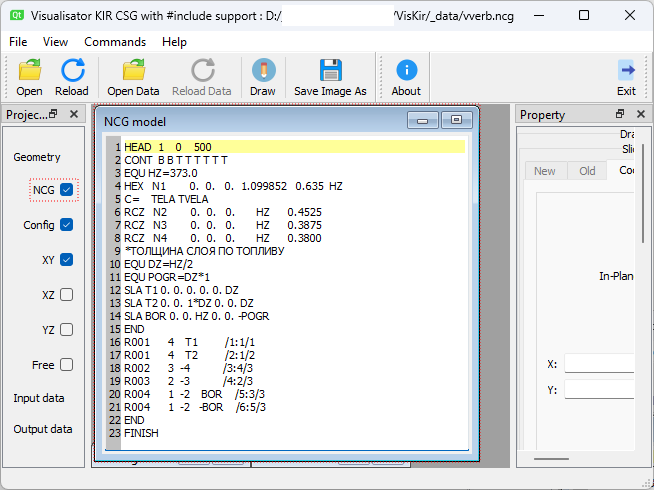 Visualisator KIR CSG with #include support : D:/ /VisKir/_data/vverb.ncg
File View Commands
Open Reload Open Data Reload Data Draw Save Image As About Exit
Projec...
Geometry
NCG
Config
XY
XZ
YZ
Free
Input data
Output data
NCG model
1 HEAD 1 0 500
2 CONT B B T T T T T T
3 EQU HZ=373.0
4 HEX N1 0. 0. 0. 1.099852 0.635 HZ
5 C= TELA TVELA
6 RCZ N2 0. 0. 0. HZ 0.4525
7 RCZ N3 0. 0. 0. HZ 0.3875
8 RCZ N4 0. 0. 0. HZ 0.3800
9 *ТОЛЩИНА СЛОЯ ПО ТОПЛИВУ
10 EQU DZ=HZ/2
11 EQU POGR=DZ*1
12 SLA T1 0. 0. 0. 0. 0. DZ
13 SLA T2 0. 0. 1*DZ 0. 0. DZ
14 SLA BOR 0. 0. HZ 0. 0. -POGR
15 END
16 R001 4 T1 /1:1/1
17 R001 4 T2 /2:1/2
18 R002 3 -4 /3:4/3
19 R003 2 -3 /4:2/3
20 R004 1 -2 BOR /5:3/3
21 R004 1 -2 -BOR /6:5/3
22 END
23 FINISH
Property
Dra
Slic
New Old Coo
In-Plan
X:
Y: